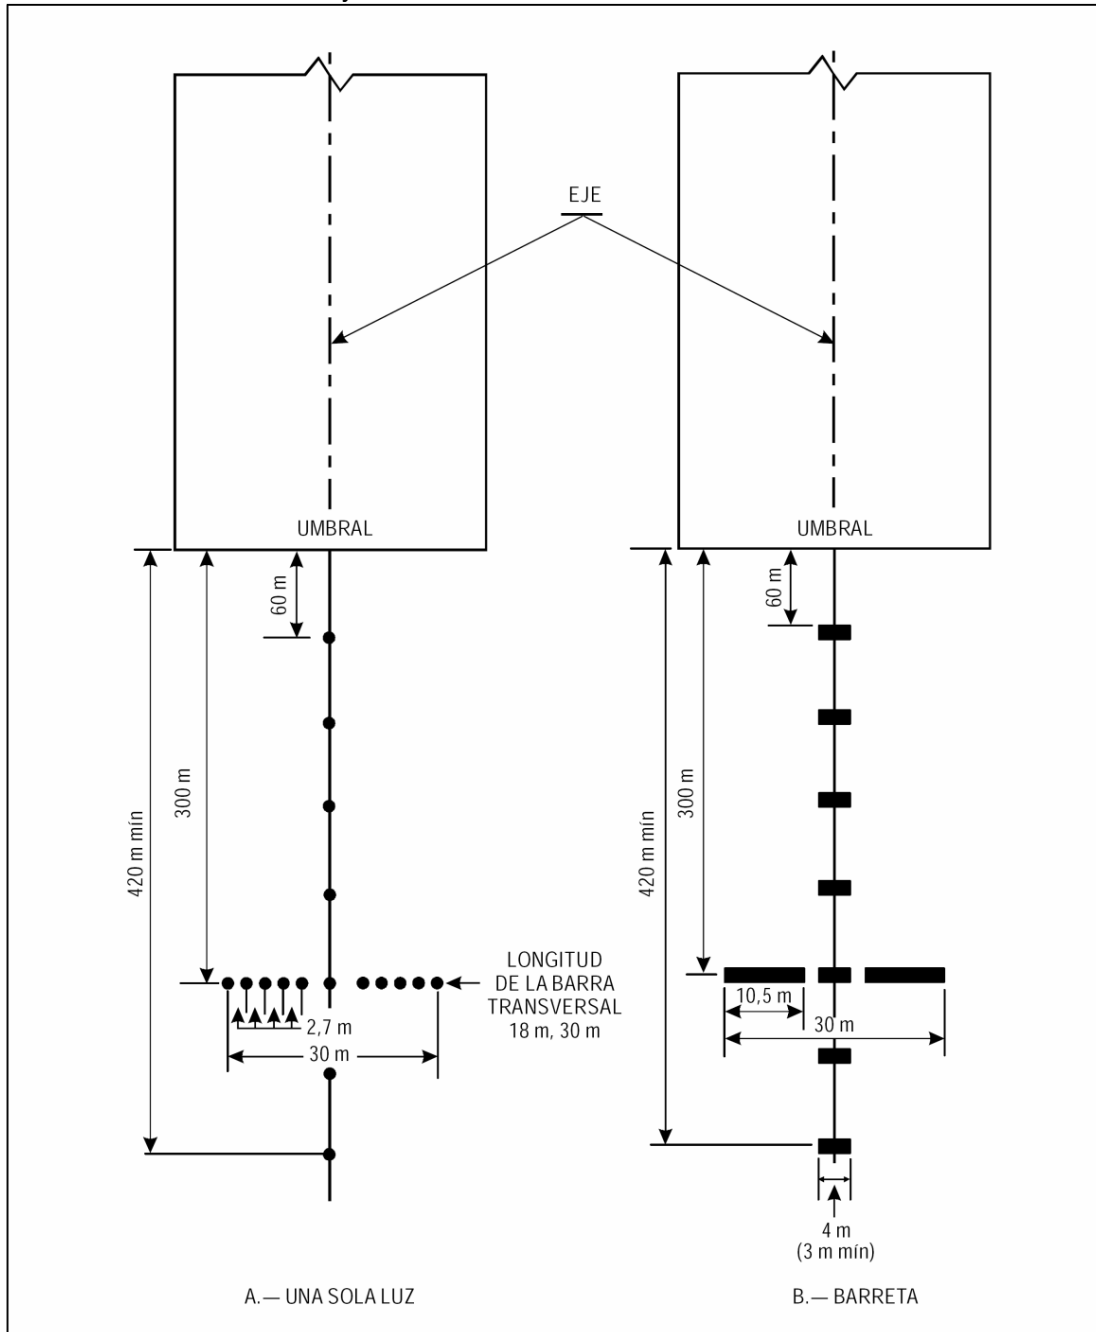 EJE
UMBRAL
UMBRAL
60 m
60 m
300 m
300 m
420 m mín
420 m mín
LONGITUD
DE LA BARRA
TRANSVERSAL
18 m, 30 m
2,7 m
30 m
10,5 m
30 m
4 m
(3 m mín)
A.— UNA SOLA LUZ
B.— BARRETA